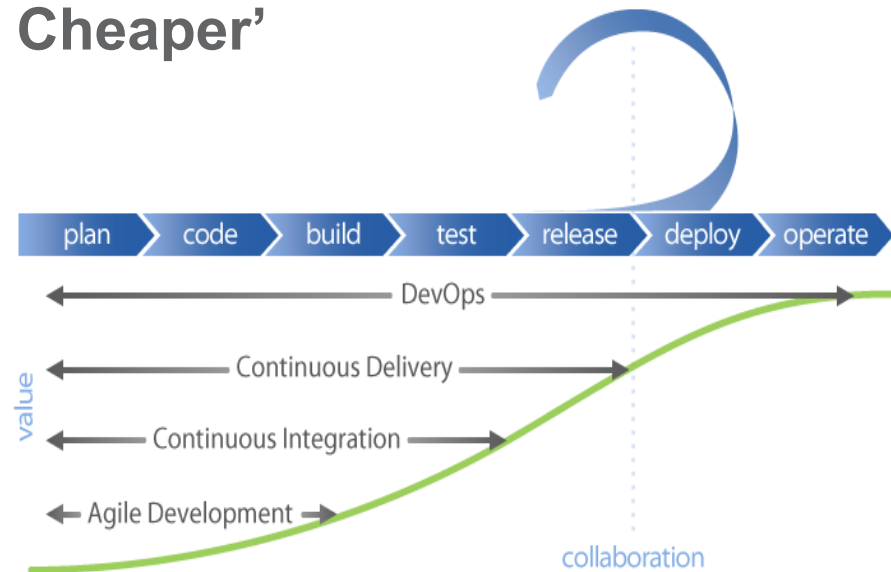 Cheaper’
plan code build test release deploy operate
DevOps
Continuous Delivery
value
Continuous Integration
Agile Development
collaboration